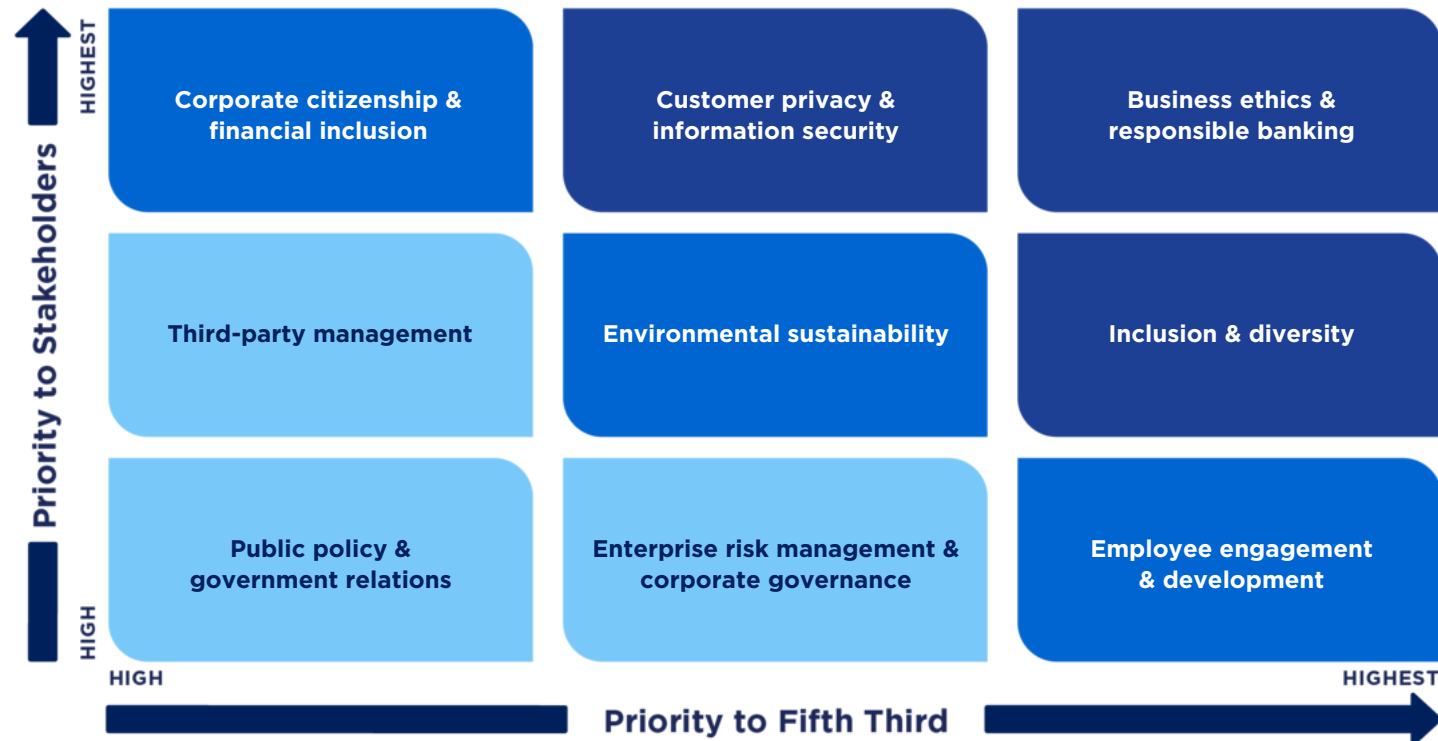 HIGHEST
Priority to Stakeholders
HIGH
Corporate citizenship &
financial inclusion
Customer privacy &
information security
Business ethics &
responsible banking
Third-party management
Environmental sustainability
Inclusion & diversity
Public policy &
government relations
Enterprise risk management &
corporate governance
Employee engagement
& development
HIGH
HIGHEST
Priority to Fifth Third